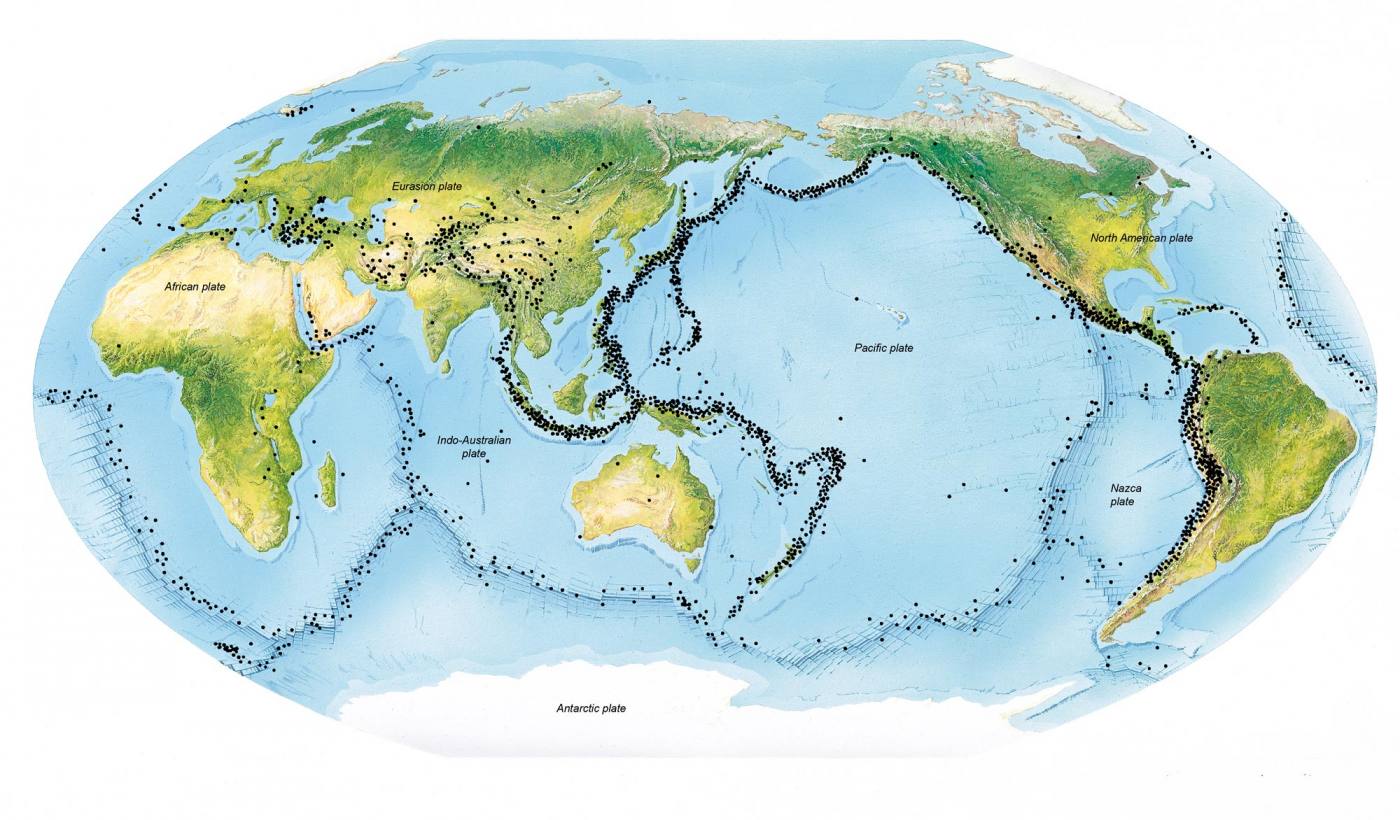 Eurasion plate
North American plate
African plate
Pacific plate
Indo-Australian
plate
Nazca
plate
Antarctic plate